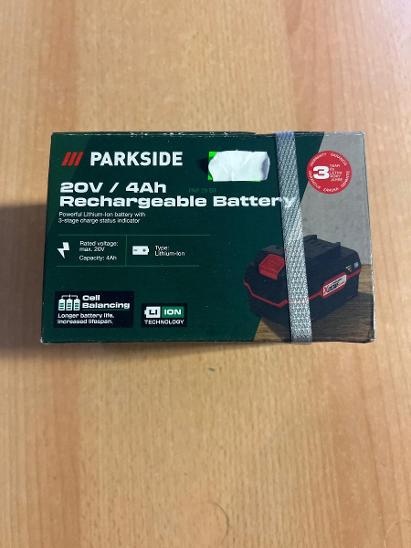 PARKSIDE
20V / 4Ah
Rechargeable Battery
Powerful Lithium-Ion battery with
3-stage charge status indicator
Rated voltage:
max. 20V
Capacity: 4Ah
Type:
Lithium-Ion
Cell
Balancing
Longer battery life,
increased lifespan.
Li ION
TECHNOLOGY
3